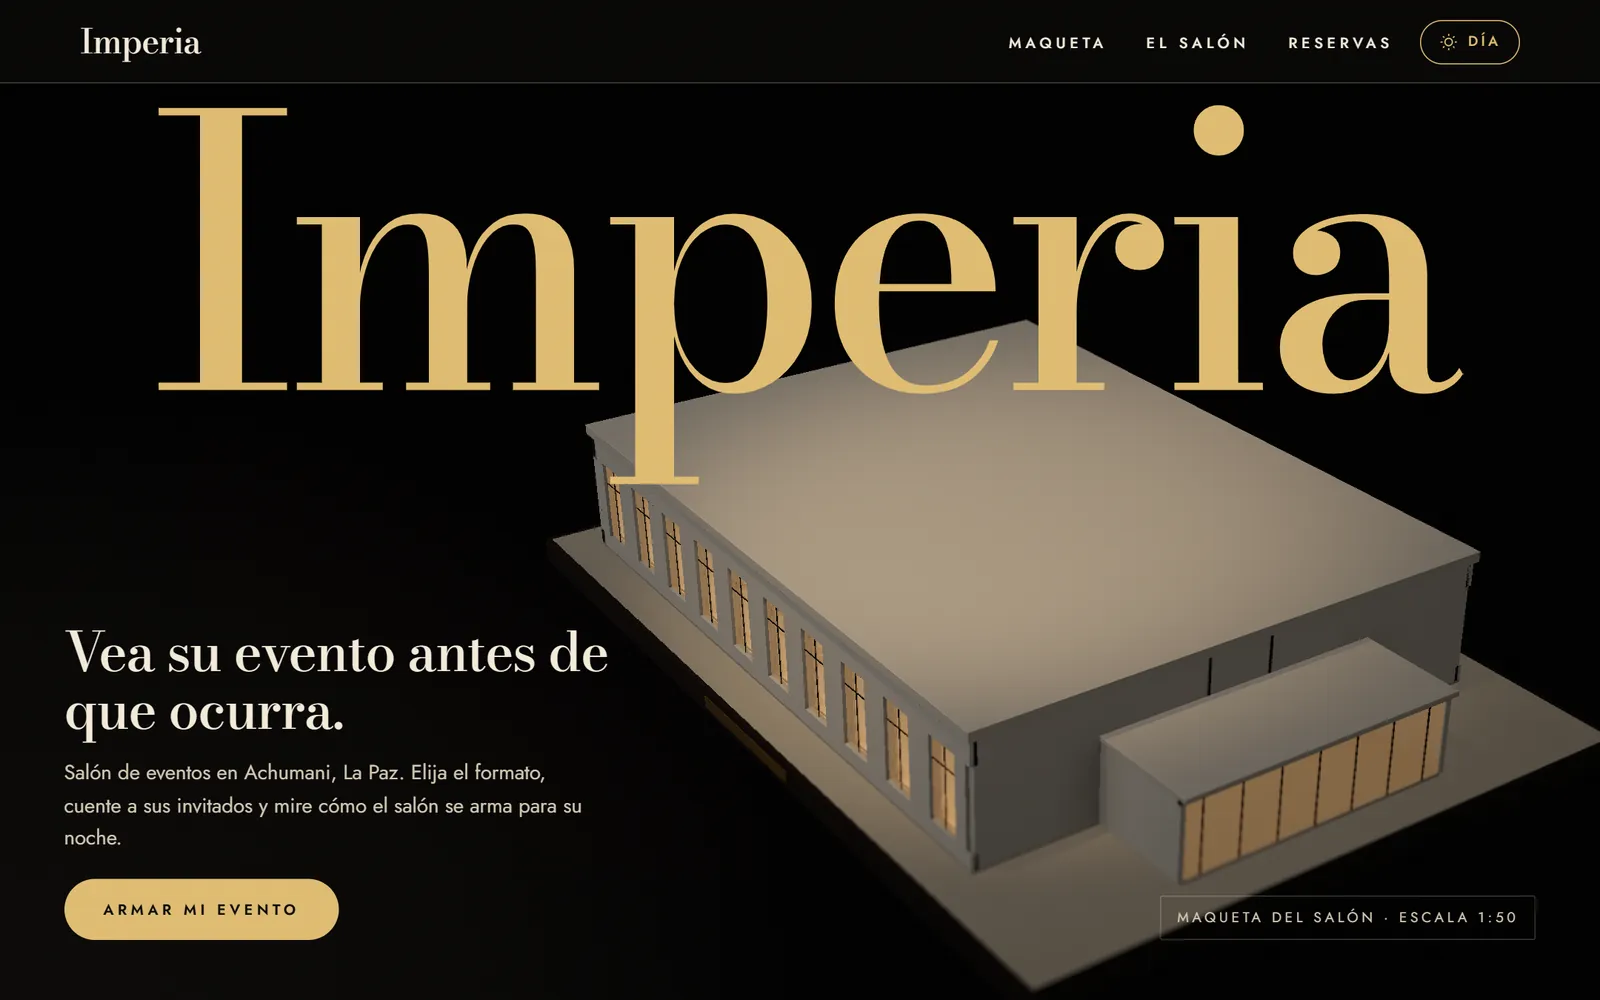 Imperia
MAQUETA
EL SALÓN
RESERVAS
DÍA
Imperia
Vea su evento antes de
que ocurra.
Salón de eventos en Achumani, La Paz. Elija el formato,
cuente a sus invitados y mire cómo el salón se arma para su
noche.
ARMAR MI EVENTO
MAQUETA DEL SALÓN · ESCALA 1:50